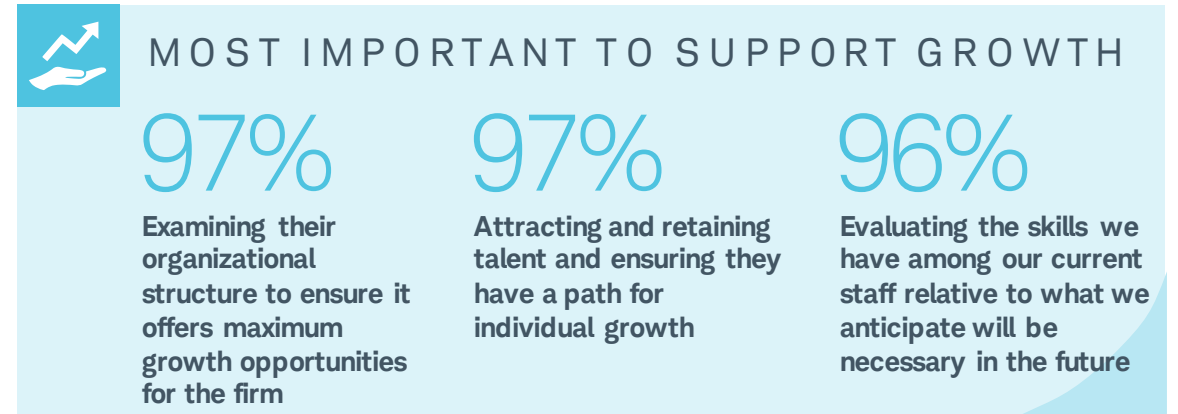 MOST IMPORTANT TO SUPPORT GROWTH
97%
Examining their
organizational
structure to ensure it
offers maximum
growth opportunities
for the firm
97%
Attracting and retaining
talent and ensuring they
have a path for
individual growth
96%
Evaluating the skills we
have among our current
staff relative to what we
anticipate will be
necessary in the future